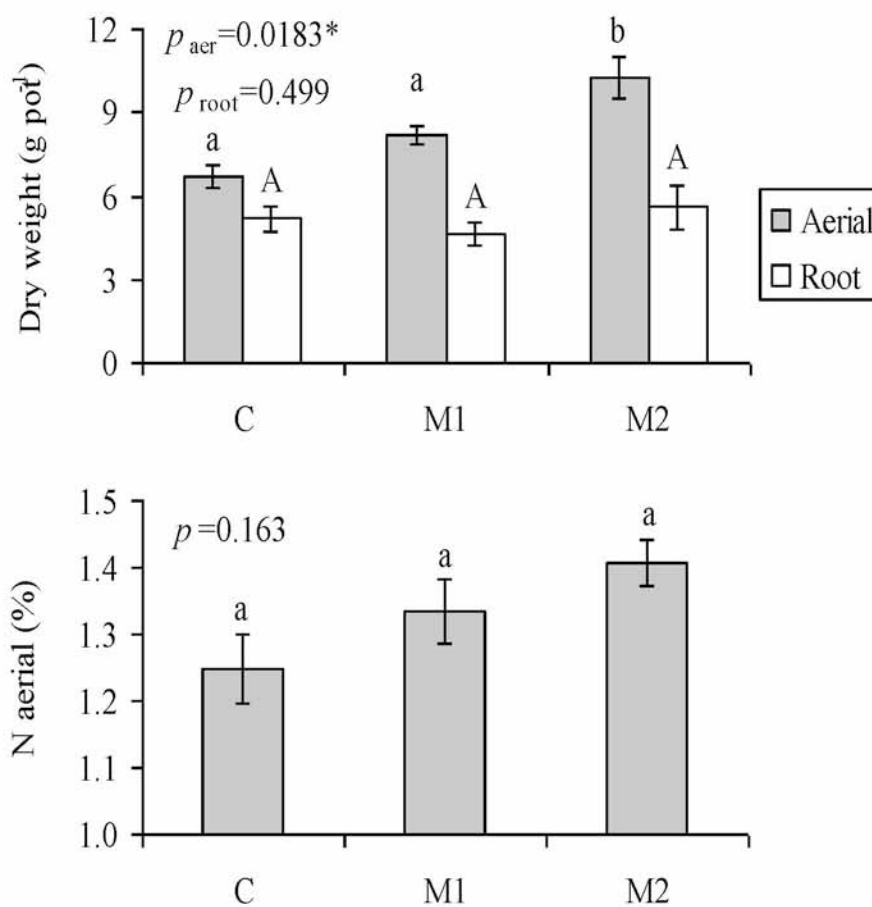 Dry weight (g pot-1)
12
9
6
3
0
p aer=0.0183*
p root=0.499
a
A
a
A
b
A
C
M1
M2
Aerial
Root
N aerial (%)
1.5
1.4
1.3
1.2
1.1
1.0
p=0.163
a
a
a
C
M1
M2